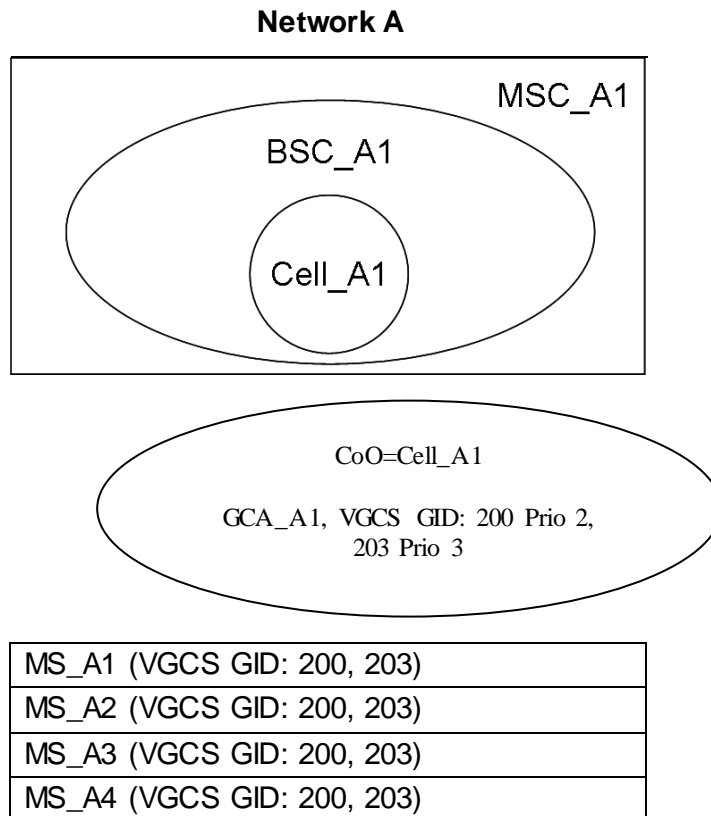 Network A
MSC_A1
BSC_A1
Cell_A1
CoO=Cell_A1
GCA_A1, VGCS GID: 200 Prio 2,
203 Prio 3
MS_A1 (VGCS GID: 200, 203)
MS_A2 (VGCS GID: 200, 203)
MS_A3 (VGCS GID: 200, 203)
MS_A4 (VGCS GID: 200, 203)